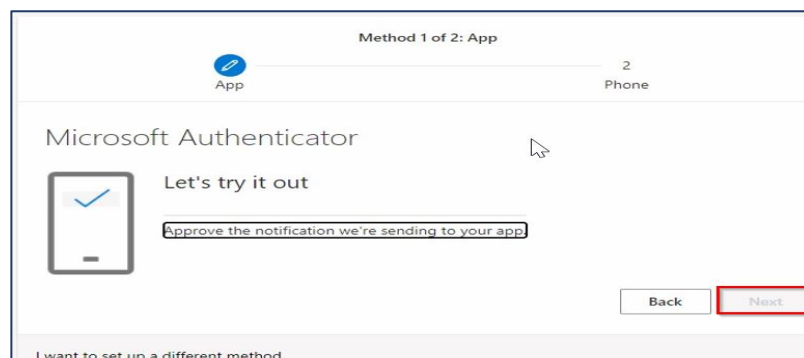 Method 1 of 2: App
2
App
Phone
Microsoft Authenticator
Let's try it out
Approve the notification we're sending to your app.
Back
Next
I want to set up a different method